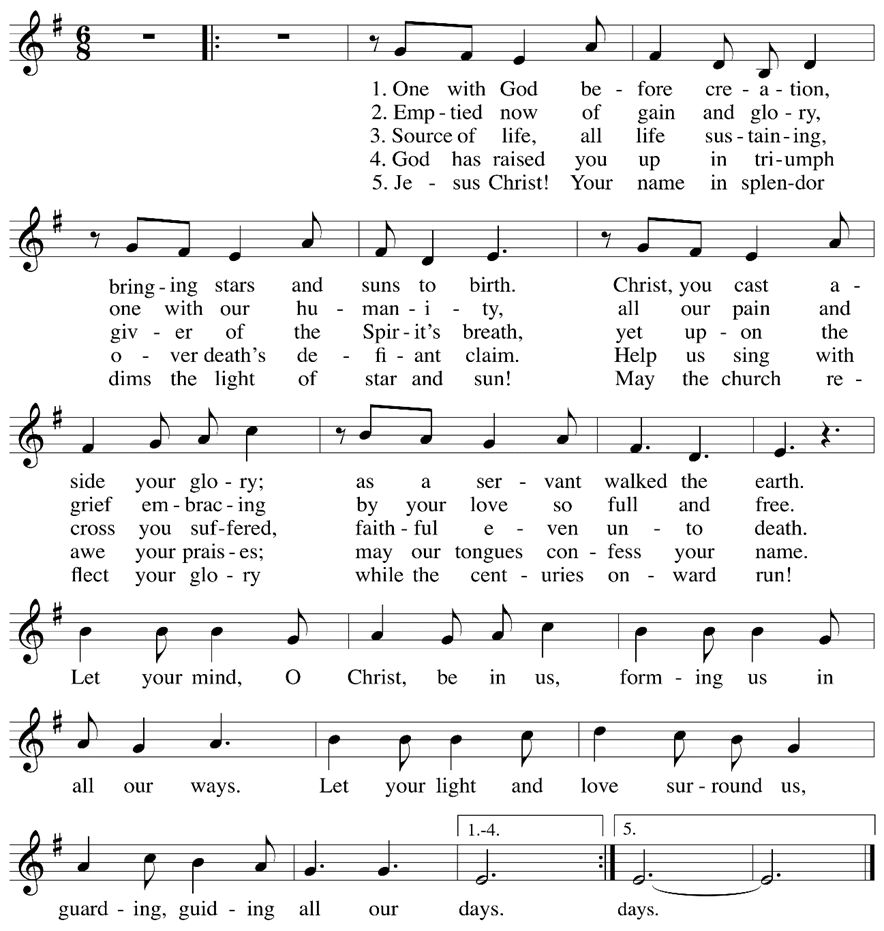 1. One with God be - fore cre - a - tion,
2. Emp - tied now of gain and glo - ry,
3. Source of life, all life sus - tain - ing,
4. God has raised you up in tri - umph
5. Je - sus Christ! Your name in splen - dor
bring - ing stars and suns to birth. Christ, you cast a -
one with our hu - man - i - ty, all our pain and
giv - er of the Spir - it's breath, yet up - on the
o - ver death's de - fi - ant claim. Help us sing with
dims the light of star and sun! May the church re -
side your glo - ry; as a ser - vant walked the earth.
grief em - brac - ing by your love so full and free.
cross you suf - fered, faith - ful e - ven un - to death.
awe your prais - es; may our tongues con - fess your name.
flect your glo - ry while the cent - uries on - ward run!
Let your mind, O Christ, be in us, form - ing us in
all our ways. Let your light and love sur - round us,
1.-4. 5.
guard - ing, guid - ing all our days. days.